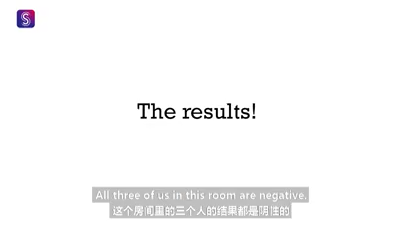 S
The results!
All three of us in this room are negative.
这个房间里的三个人的结果都是阴性的